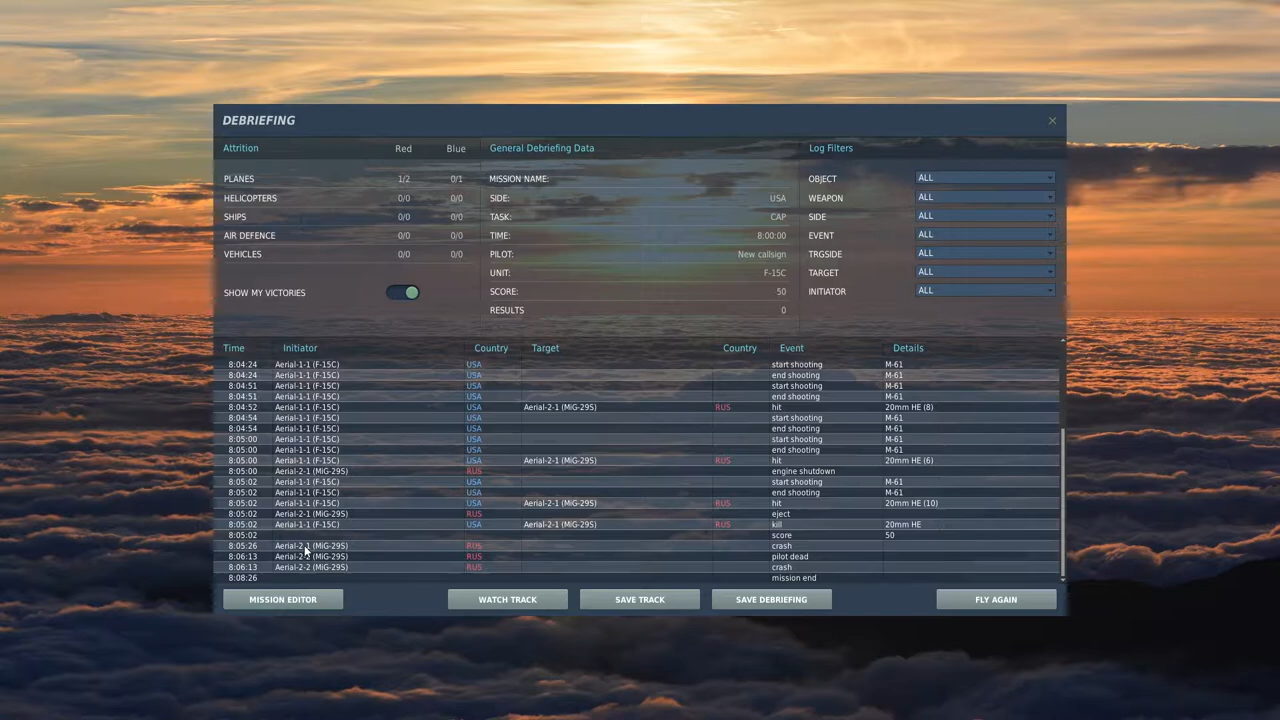 DEBRIEFING ×
Attrition Red Blue General Debriefing Data Log Filters
PLANES 1/2 0/1 MISSION NAME: OBJECT ALL
HELICOPTERS 0/0 0/0 SIDE: USA WEAPON ALL
SHIPS 0/0 0/0 TASK: CAP SIDE ALL
AIR DEFENCE 0/0 0/0 TIME: 8:00:00 EVENT ALL
VEHICLES 0/0 0/0 PILOT: New callsign TRGSIDE ALL
UNIT: F-15C TARGET ALL
SHOW MY VICTORIES SCORE: 50 INITIATOR ALL
RESULTS 0
Time Initiator Country Target Country Event Details
8:04:24 Aerial-1-1 (F-15C) USA start shooting M-61
8:04:24 Aerial-1-1 (F-15C) USA end shooting M-61
8:04:51 Aerial-1-1 (F-15C) USA start shooting M-61
8:04:51 Aerial-1-1 (F-15C) USA end shooting M-61
8:04:52 Aerial-1-1 (F-15C) USA Aerial-2-1 (MiG-29S) RUS hit 20mm HE (8)
8:04:54 Aerial-1-1 (F-15C) USA start shooting M-61
8:04:54 Aerial-1-1 (F-15C) USA end shooting M-61
8:05:00 Aerial-1-1 (F-15C) USA start shooting M-61
8:05:00 Aerial-1-1 (F-15C) USA end shooting M-61
8:05:00 Aerial-1-1 (F-15C) USA Aerial-2-1 (MiG-29S) RUS hit 20mm HE (6)
8:05:00 Aerial-2-1 (MiG-29S) RUS engine shutdown
8:05:02 Aerial-1-1 (F-15C) USA start shooting M-61
8:05:02 Aerial-1-1 (F-15C) USA end shooting M-61
8:05:02 Aerial-1-1 (F-15C) USA Aerial-2-1 (MiG-29S) RUS hit 20mm HE (10)
8:05:02 Aerial-2-1 (MiG-29S) RUS eject
8:05:02 Aerial-1-1 (F-15C) USA Aerial-2-1 (MiG-29S) RUS kill 20mm HE
8:05:02 score 50
8:05:26 Aerial-2-1 (MiG-29S) RUS crash
8:06:13 Aerial-2-2 (MiG-29S) RUS pilot dead
8:06:13 Aerial-2-2 (MiG-29S) RUS crash
8:08:26 mission end
MISSION EDITOR WATCH TRACK SAVE TRACK SAVE DEBRIEFING FLY AGAIN